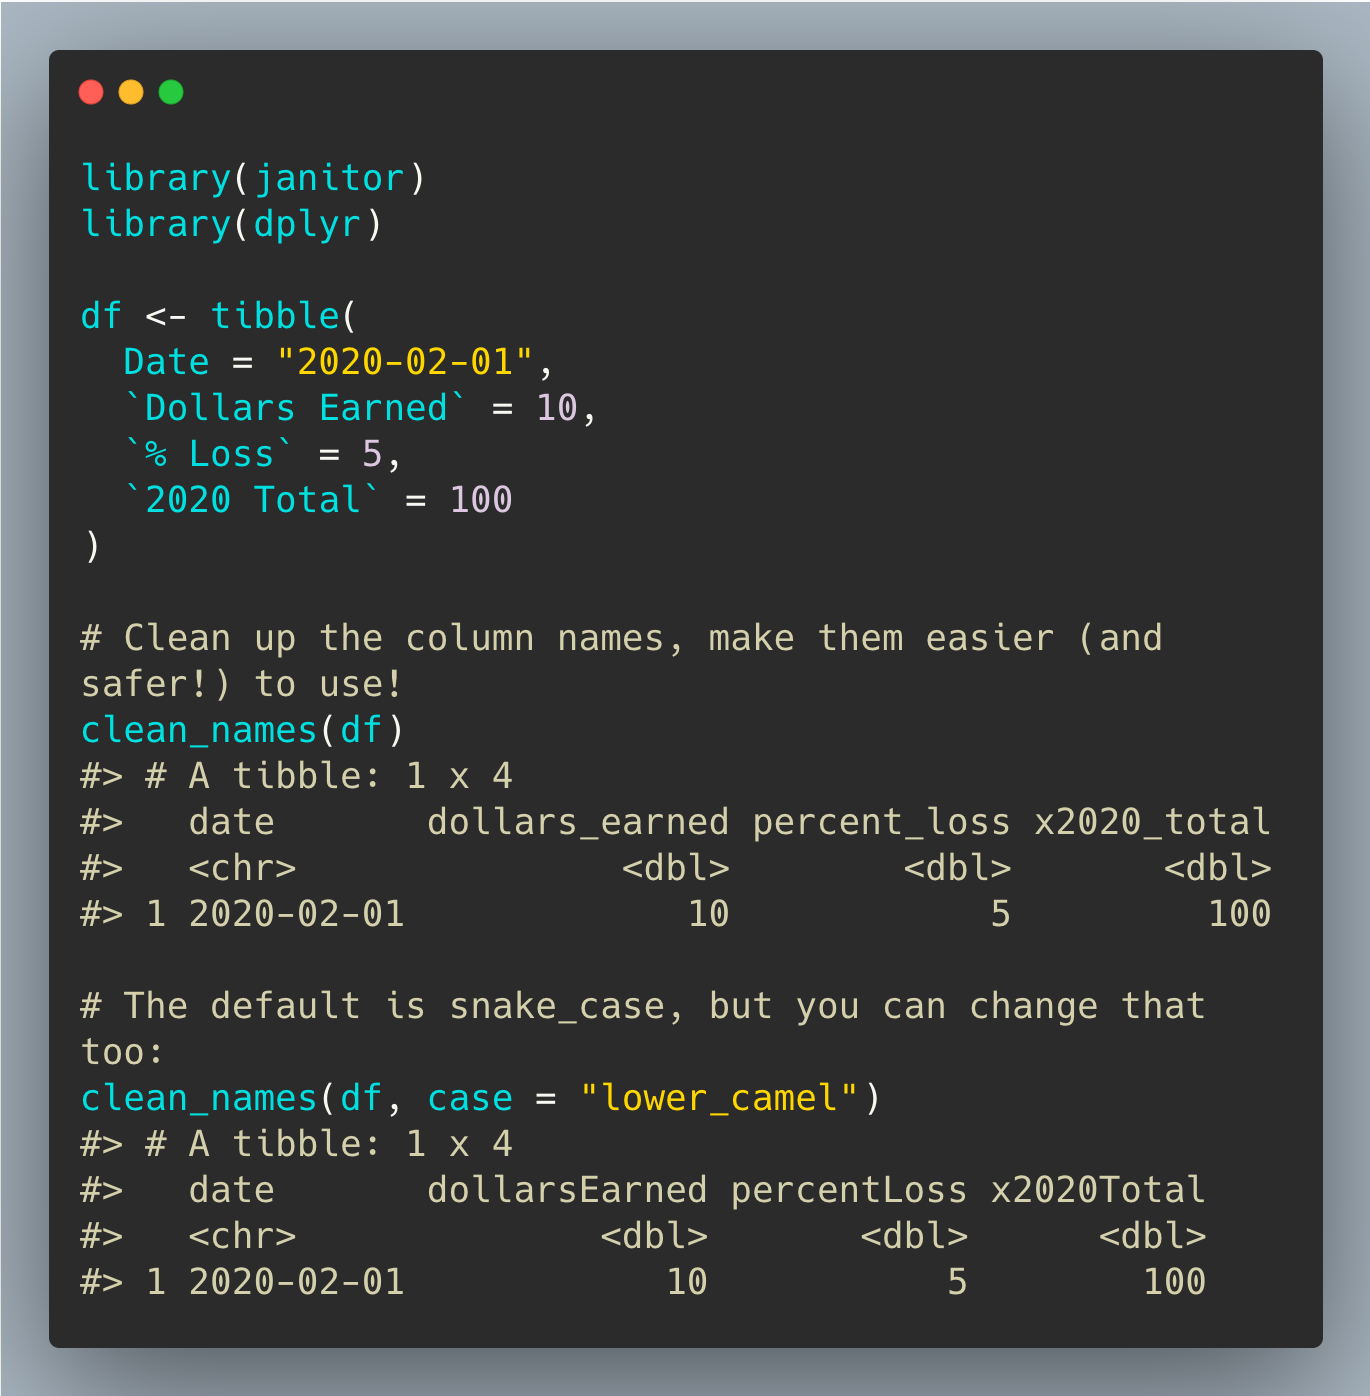 library(janitor)
library(dplyr)

df <- tibble(
  Date = "2020-02-01",
  `Dollars Earned` = 10,
  `% Loss` = 5,
  `2020 Total` = 100
)

# Clean up the column names, make them easier (and
safer!) to use!
clean_names(df)
#> # A tibble: 1 x 4
#>   date       dollars_earned percent_loss x2020_total
#>   <chr>               <dbl>        <dbl>       <dbl>
#> 1 2020-02-01             10            5         100

# The default is snake_case, but you can change that
too:
clean_names(df, case = "lower_camel")
#> # A tibble: 1 x 4
#>   date       dollarsEarned percentLoss x2020Total
#>   <chr>              <dbl>       <dbl>      <dbl>
#> 1 2020-02-01            10           5        100